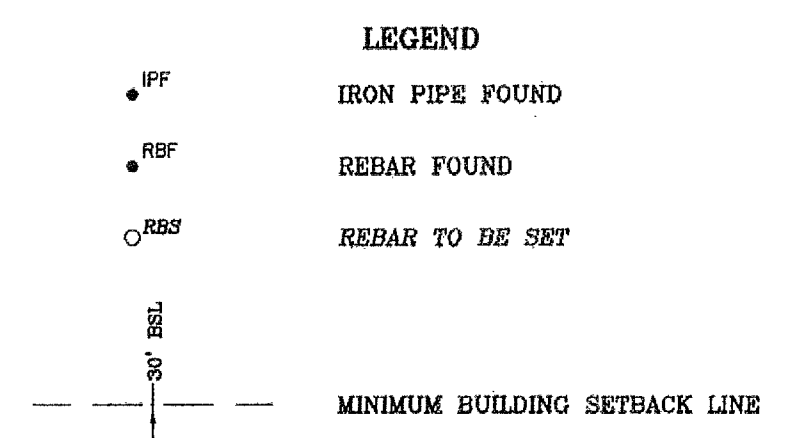 LEGEND
IPF IRON PIPE FOUND
RBF REBAR FOUND
RBS REBAR TO BE SET
30' BSL
MINIMUM BUILDING SETBACK LINE